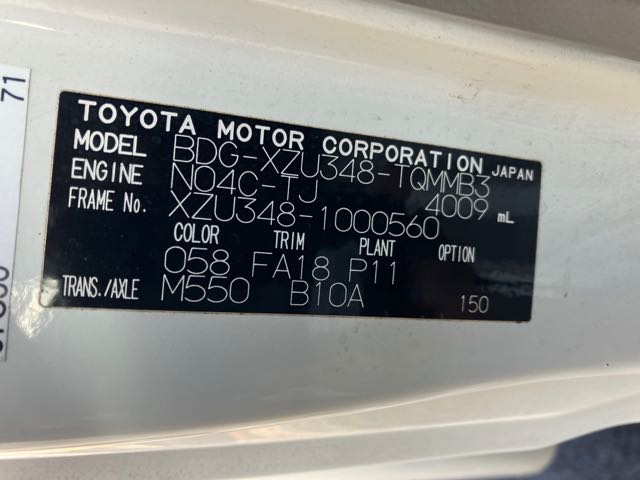 71
TOYOTA MOTOR CORPORATION JAPAN
MODEL BDG-XZU348-TQMMB3
ENGINE N04C-TJ 4009 mL
FRAME No. XZU348-1000560
COLOR TRIM PLANT OPTION
058 FA18 P11
TRANS./AXLE M550 B10A 150